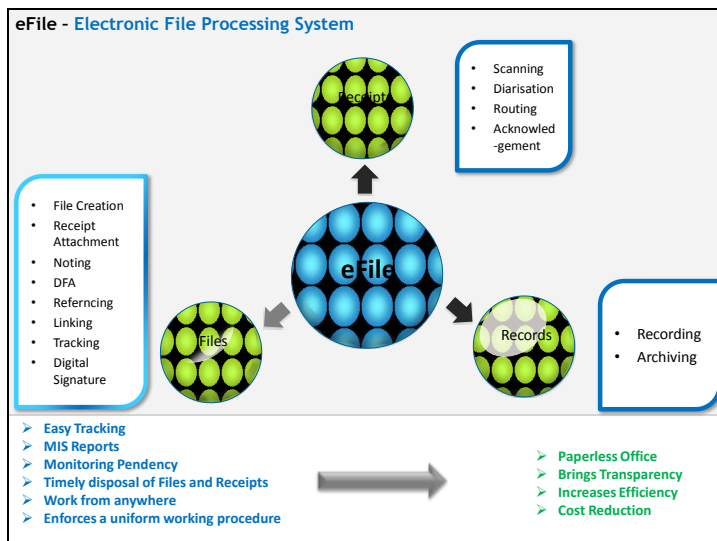 eFile – Electronic File Processing System
Receipt
• Scanning
• Diarisation
• Routing
• Acknowled
-gement
• File Creation
• Receipt
Attachment
• Noting
• DFA
• Referncing
• Linking
• Tracking
• Digital
Signature
eFile
Files
Records
• Recording
• Archiving
➢ Easy Tracking
➢ MIS Reports
➢ Monitoring Pendency
➢ Timely disposal of Files and Receipts
➢ Work from anywhere
➢ Enforces a uniform working procedure
➢ Paperless Office
➢ Brings Transparency
➢ Increases Efficiency
➢ Cost Reduction